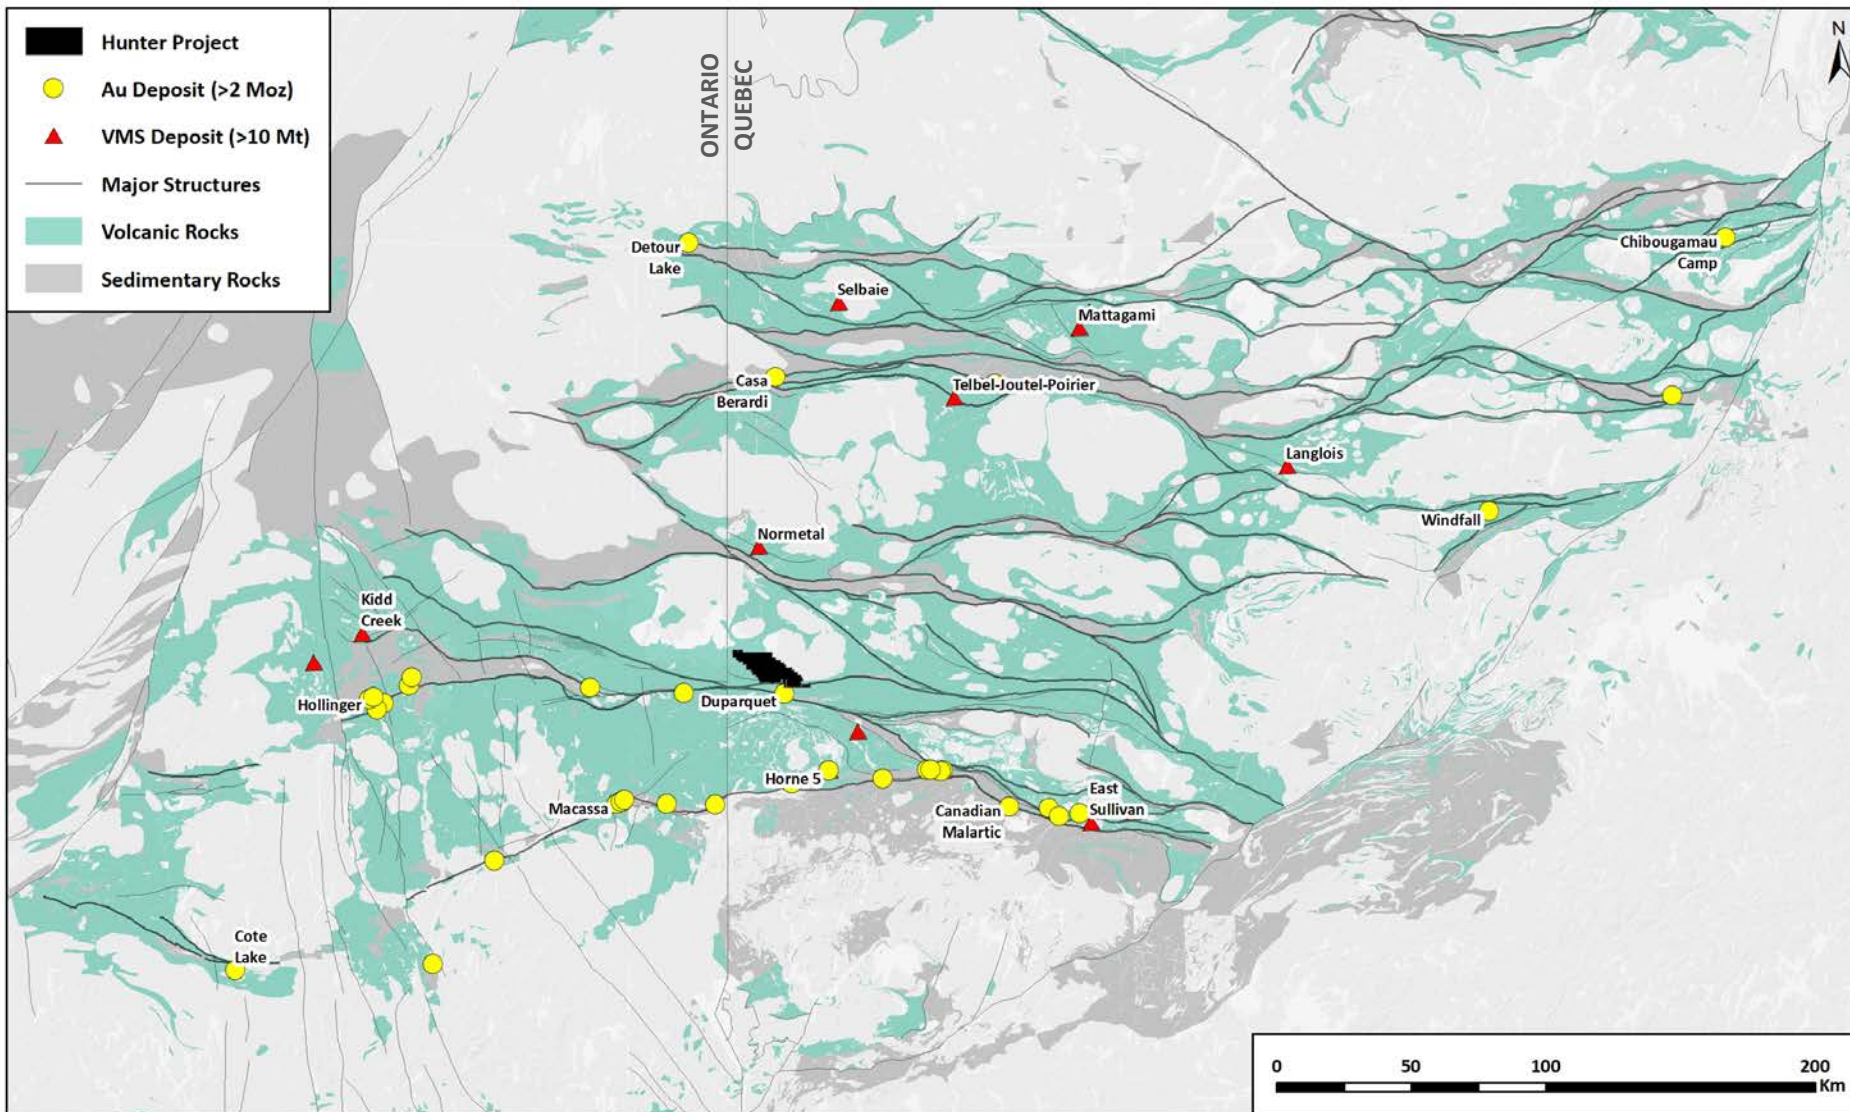 Hunter Project
Au Deposit (>2 Moz)
VMS Deposit (>10 Mt)
Major Structures
Volcanic Rocks
Sedimentary Rocks
ONTARIO
QUEBEC
N
Detour
Lake
Selbaie
Mattagami
Chibougamau
Camp
Casa
Berardi
Telbel-Joutel-Poirier
Langlois
Windfall
Normetal
Kidd
Creek
Hollinger
Duparquet
Horne 5
Macassa
Canadian
Malartic
East
Sullivan
Cote
Lake
0 50 100 200
Km